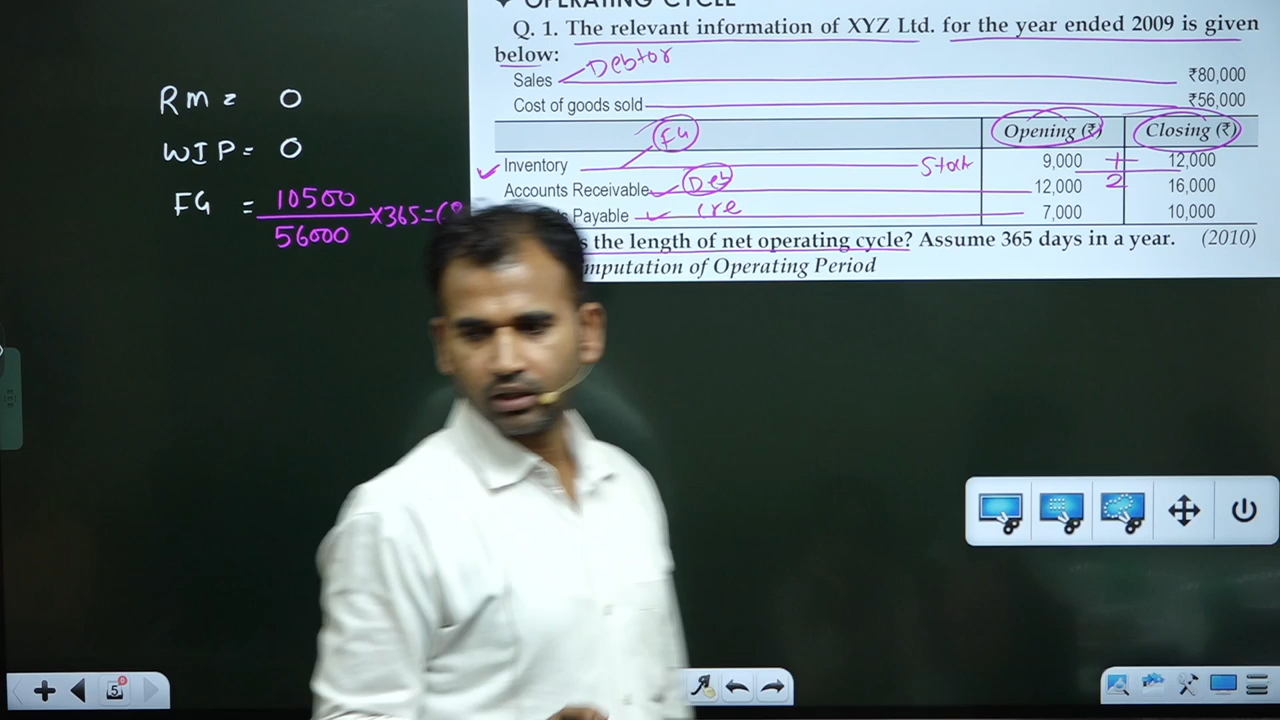 OPERATING CYCLE
Q. 1. The relevant information of XYZ Ltd. for the year ended 2009 is given
below: Debtor
Sales ₹80,000
Cost of goods sold ₹56,000
FG Opening (₹) Closing (₹)
Inventory Stock 9,000 + 12,000
Accounts Receivable Deb 12,000 2 16,000
Payable Cre 7,000 10,000
the length of net operating cycle? Assume 365 days in a year. (2010)
mputation of Operating Period
RM = 0
WIP = 0
FG = 10500
56000 ×365=(
5